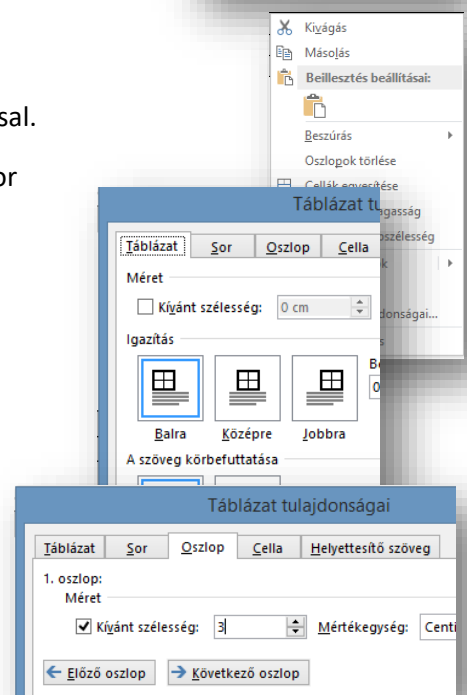 Kivágás
Másolás
Beillesztés beállításai:
sal.
Beszúrás
or
Oszlopok törlése
Cellák egyesítése
Táblázat tu
agasság
oszélesség
Táblázat
Sor
Oszlop
Cella
k
Méret
Kívánt szélesség: 0 cm
donságai...
Igazítás
s
0
Balra
Középre
Jobbra
A szöveg körbefuttatása
Táblázat tulajdonságai
Táblázat
Sor
Oszlop
Cella
Helyettesítő szöveg
1. oszlop:
Méret
Kívánt szélesség: 3
Mértékegység: Centi
Előző oszlop
Következő oszlop